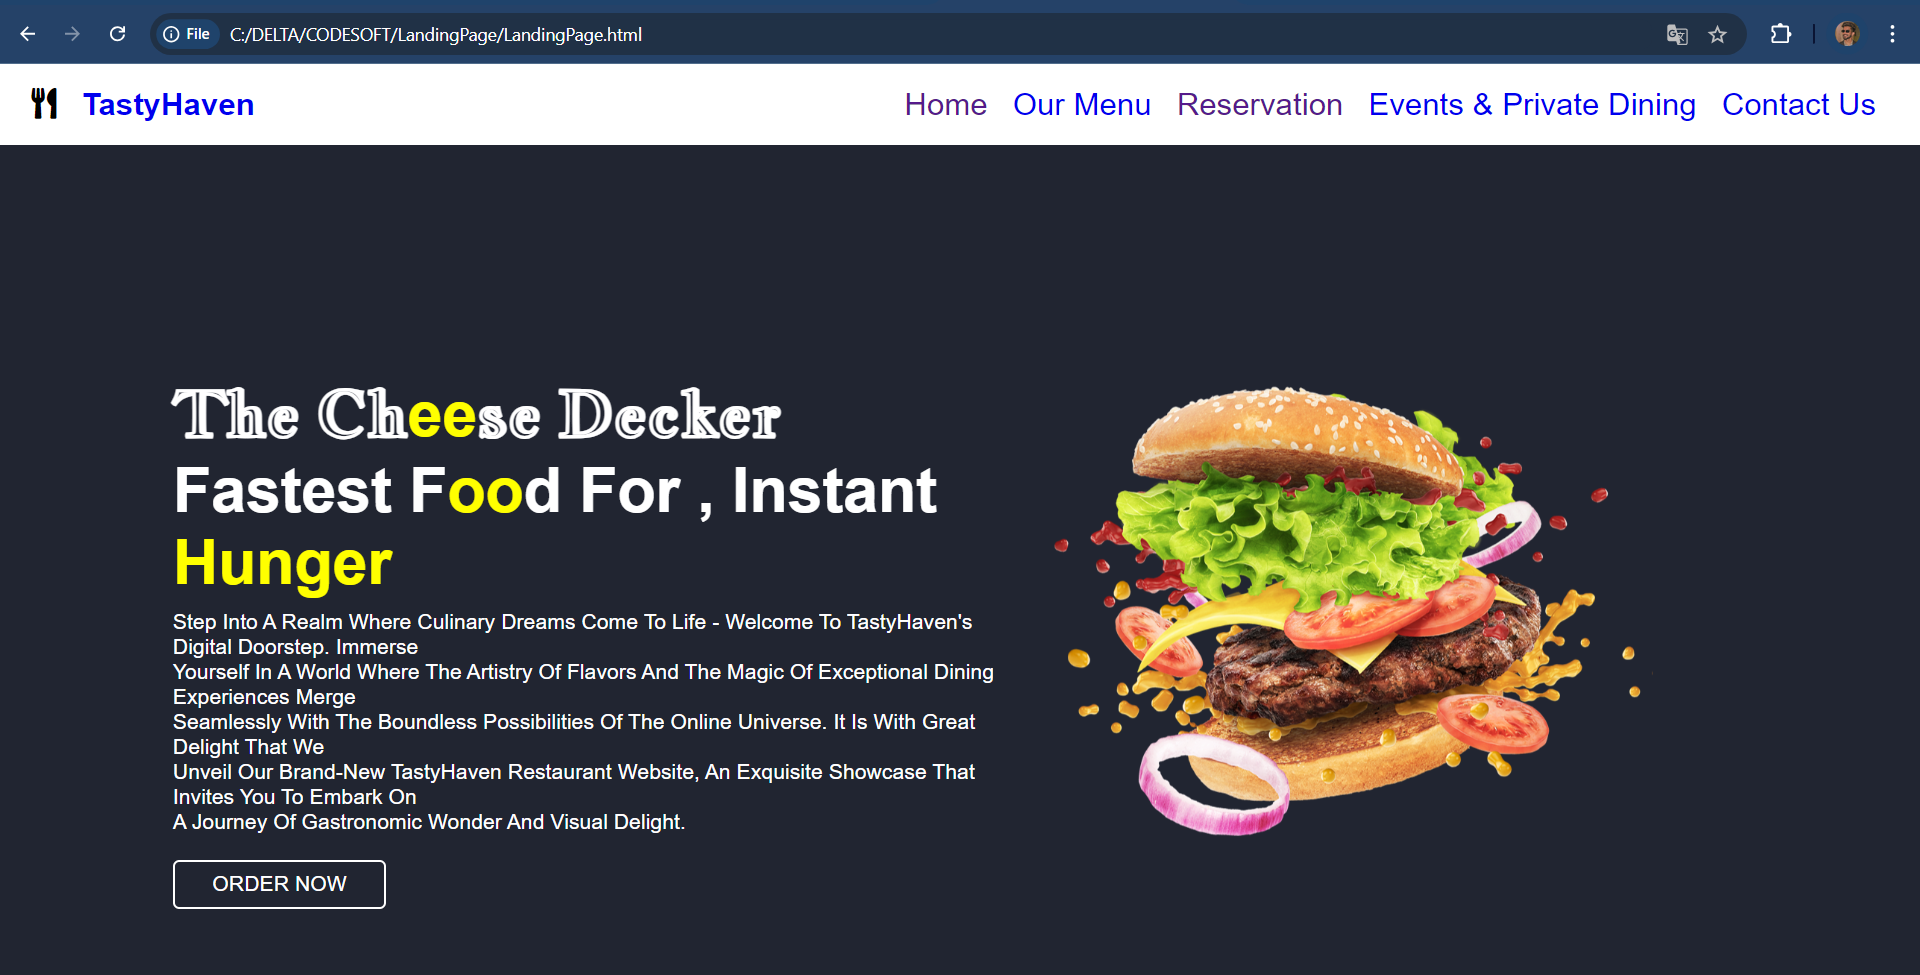 File C:/DELTA/CODESOFT/LandingPage/LandingPage.html
TastyHaven Home Our Menu Reservation Events & Private Dining Contact Us
The Cheese Decker
Fastest Food For , Instant
Hunger
Step Into A Realm Where Culinary Dreams Come To Life - Welcome To TastyHaven's
Digital Doorstep. Immerse
Yourself In A World Where The Artistry Of Flavors And The Magic Of Exceptional Dining
Experiences Merge
Seamlessly With The Boundless Possibilities Of The Online Universe. It Is With Great
Delight That We
Unveil Our Brand-New TastyHaven Restaurant Website, An Exquisite Showcase That
Invites You To Embark On
A Journey Of Gastronomic Wonder And Visual Delight.
ORDER NOW